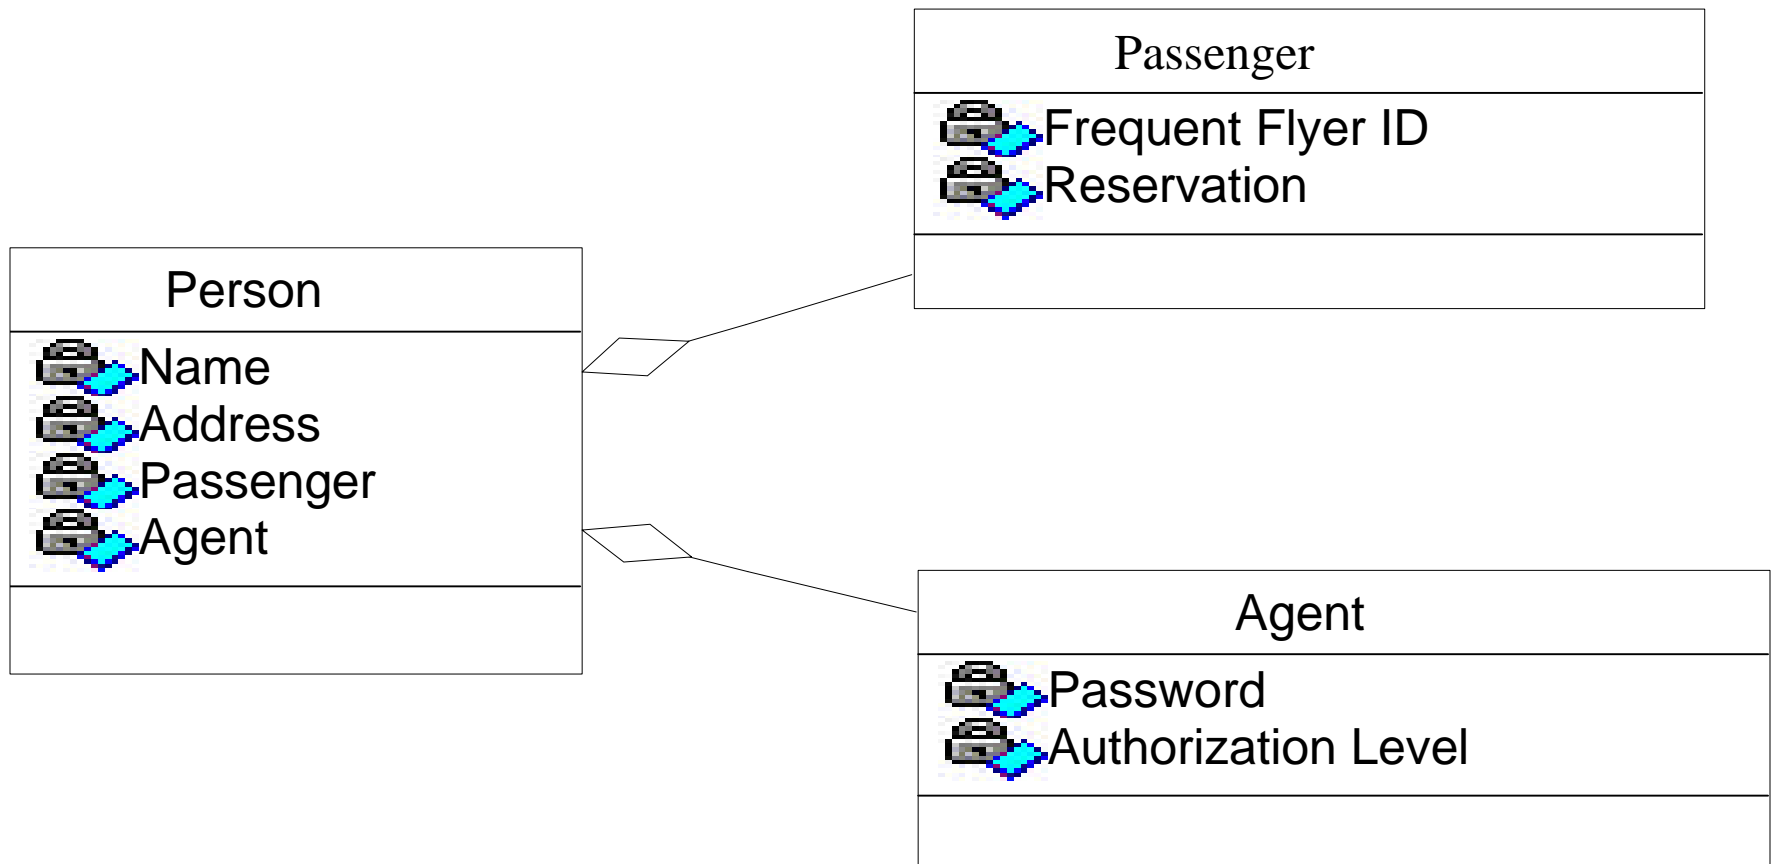 Passenger
Frequent Flyer ID
Reservation
Person
Name
Address
Passenger
Agent
Agent
Password
Authorization Level